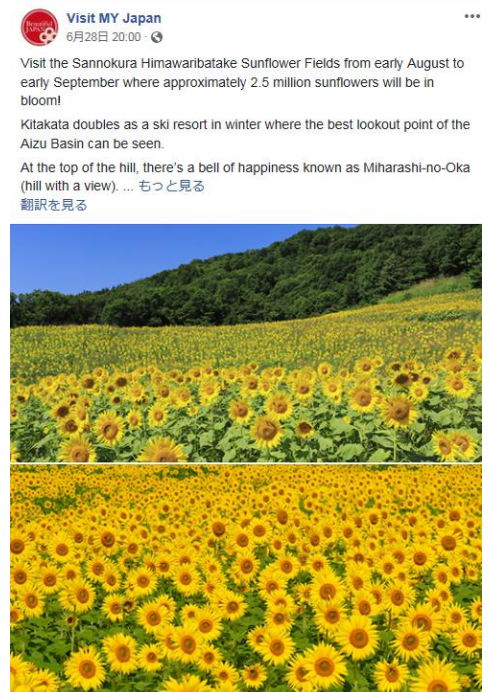 Beautiful
JAPAN
Visit MY Japan
6月28日 20:00 ·
Visit the Sannokura Himawaribatake Sunflower Fields from early August to
early September where approximately 2.5 million sunflowers will be in
bloom!
Kitakata doubles as a ski resort in winter where the best lookout point of the
Aizu Basin can be seen.
At the top of the hill, there's a bell of happiness known as Miharashi-no-Oka
(hill with a view). ... もっと見る
翻訳を見る